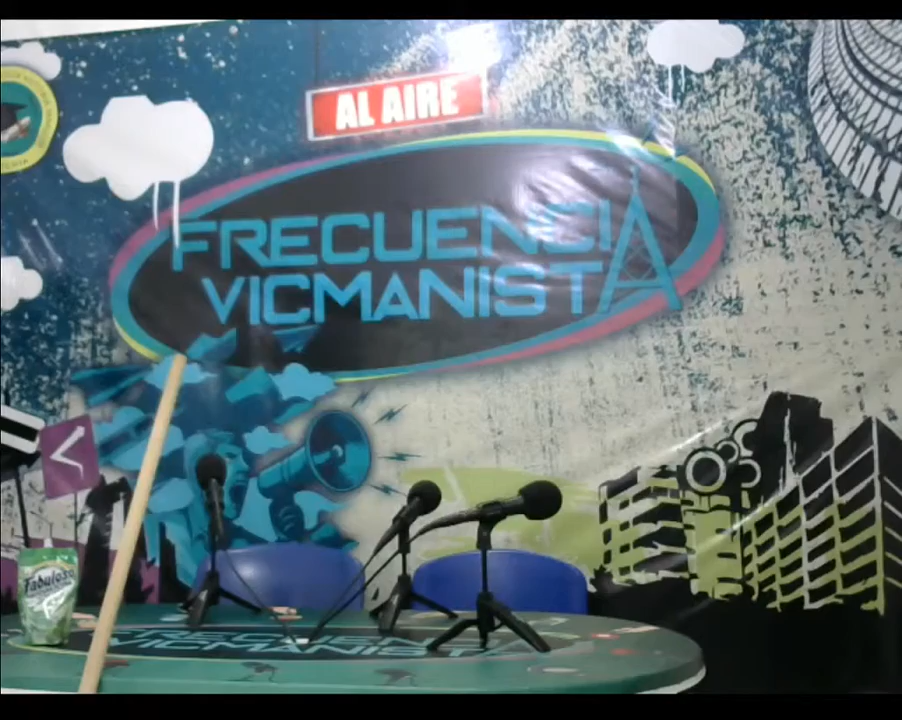 AL AIRE
FRECUENCIA
VICMANISTA
Fabuloso
FRECUENCIA
VICMANISTA